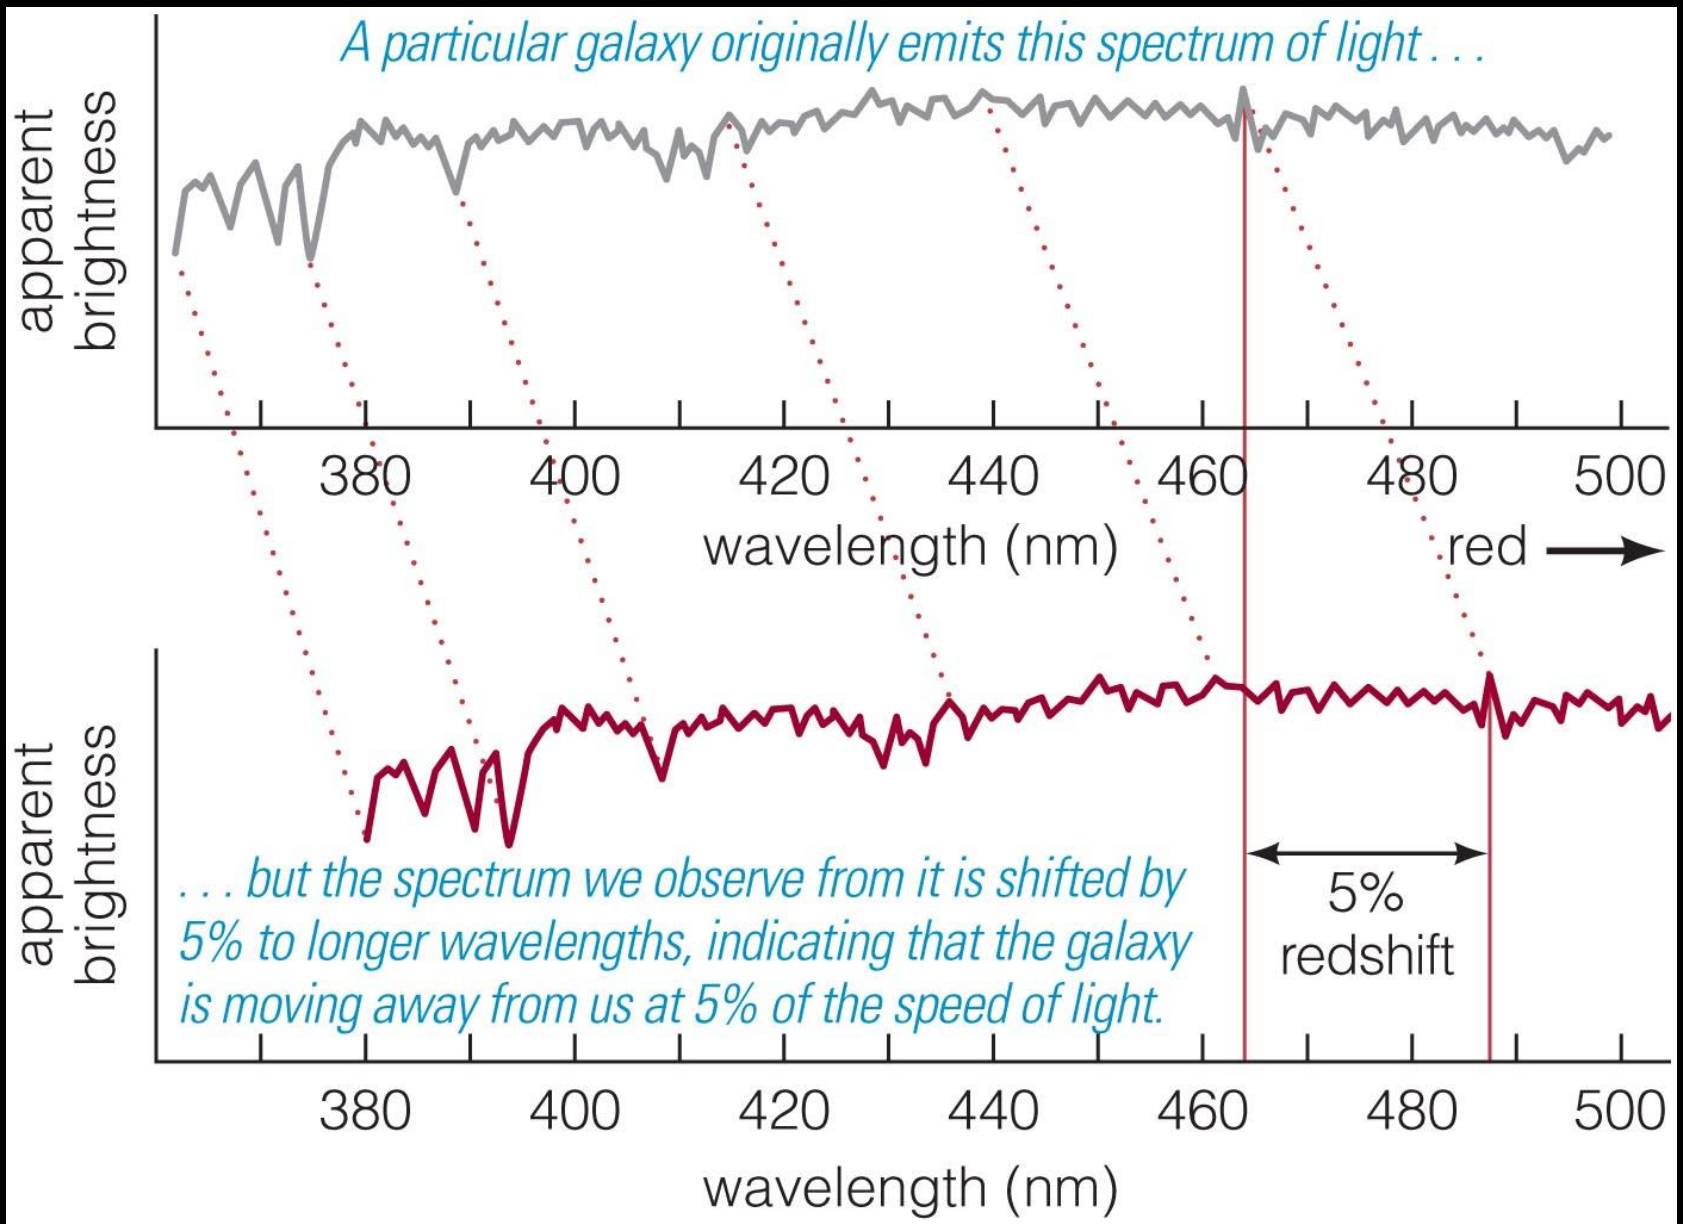 A particular galaxy originally emits this spectrum of light . . .
apparent
brightness
380 400 420 440 460 480 500
wavelength (nm)
red
apparent
brightness
. . . but the spectrum we observe from it is shifted by
5% to longer wavelengths, indicating that the galaxy
is moving away from us at 5% of the speed of light.
5%
redshift
380 400 420 440 460 480 500
wavelength (nm)